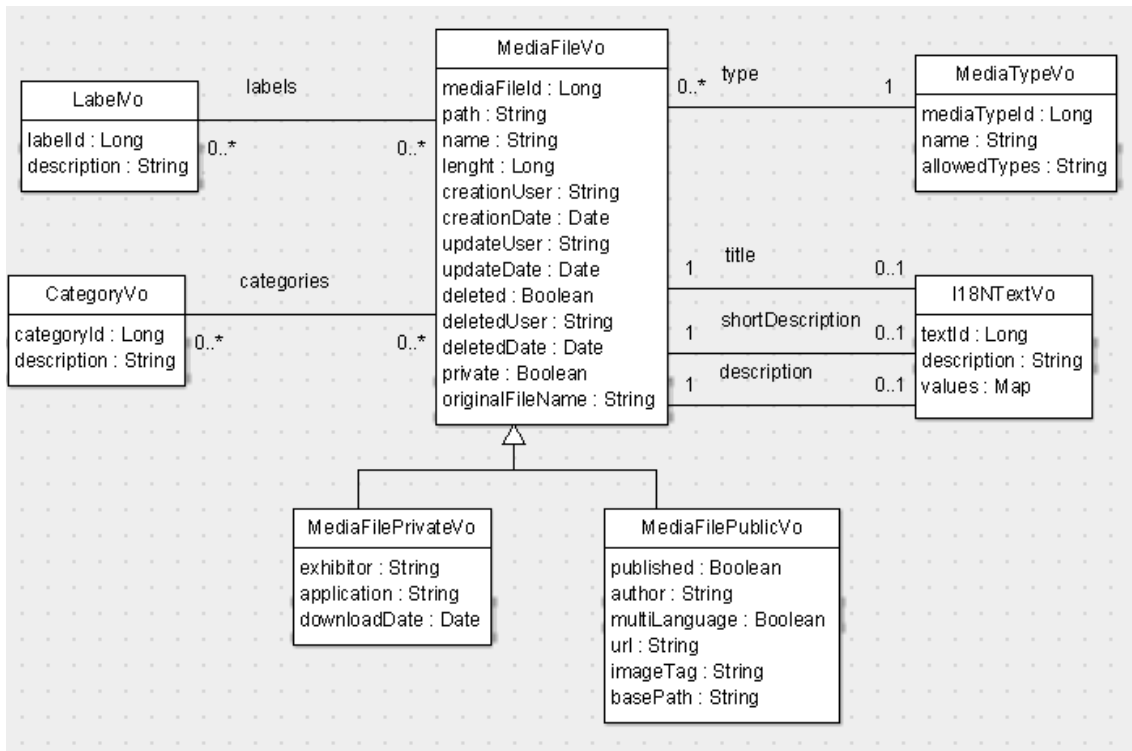 MediaFileVo
mediaFileId : Long
path : String
name : String
lenght : Long
creationUser : String
creationDate : Date
updateUser : String
updateDate : Date
deleted : Boolean
deletedUser : String
deletedDate : Date
private : Boolean
originalFileName : String
LabelVo
labelId : Long
description : String
labels
0..*
0..*
CategoryVo
categoryId : Long
description : String
categories
0..*
0..*
type
0..*
1
MediaTypeVo
mediaTypeId : Long
name : String
allowedTypes : String
title
1
0..1
shortDescription
1
0..1
description
1
0..1
I18NTextVo
textId : Long
description : String
values : Map
MediaFilePrivateVo
exhibitor : String
application : String
downloadDate : Date
MediaFilePublicVo
published : Boolean
author : String
multiLanguage : Boolean
url : String
imageTag : String
basePath : String